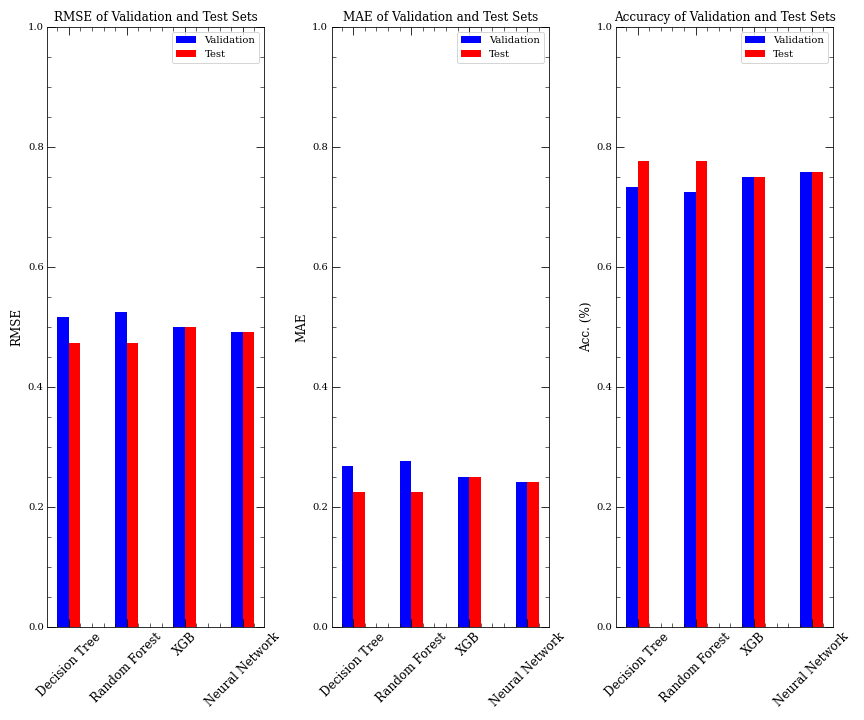 RMSE of Validation and Test Sets
1.0
0.8
0.6
0.4
0.2
0.0
RMSE
Validation
Test
Decision Tree
Random Forest
XGB
Neural Network
MAE of Validation and Test Sets
1.0
0.8
0.6
0.4
0.2
0.0
MAE
Validation
Test
Decision Tree
Random Forest
XGB
Neural Network
Accuracy of Validation and Test Sets
1.0
0.8
0.6
0.4
0.2
0.0
Acc. (%)
Validation
Test
Decision Tree
Random Forest
XGB
Neural Network